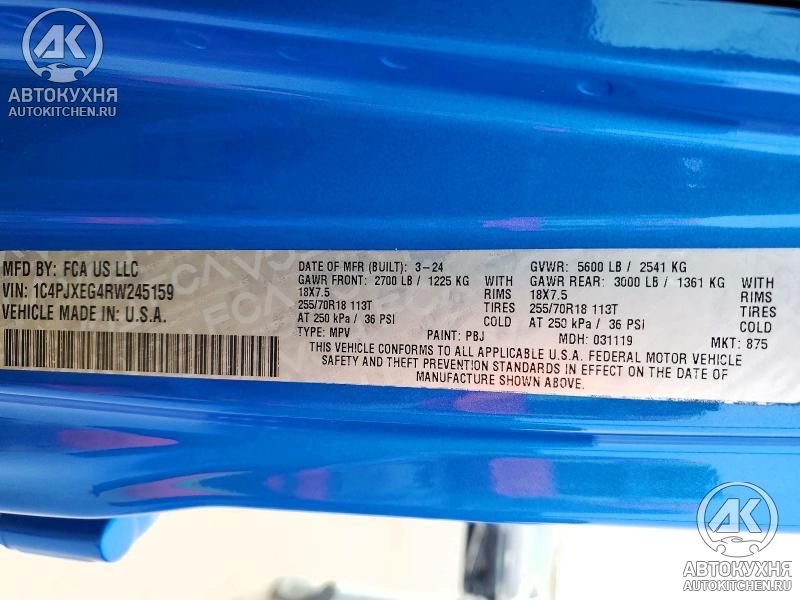 AK
АВТОКУХНЯ
AUTOKITCHEN.RU
MFD BY: FCA US LLC
VIN: 1C4PJXEG4RW245159
VEHICLE MADE IN: U.S.A.
DATE OF MFR (BUILT): 3-24 GVWR: 5600 LB / 2541 KG
GAWR FRONT: 2700 LB / 1225 KG WITH GAWR REAR: 3000 LB / 1361 KG WITH
18X7.5 RIMS 18X7.5 RIMS
255/70R18 113T TIRES 255/70R18 113T TIRES
AT 250 kPa / 36 PSI COLD AT 250 kPa / 36 PSI COLD
TYPE: MPV PAINT: PBJ MDH: 031119 MKT: 875
THIS VEHICLE CONFORMS TO ALL APPLICABLE U.S.A. FEDERAL MOTOR VEHICLE
SAFETY AND THEFT PREVENTION STANDARDS IN EFFECT ON THE DATE OF
MANUFACTURE SHOWN ABOVE.
AK
АВТОКУХНЯ
AUTOKITCHEN.RU